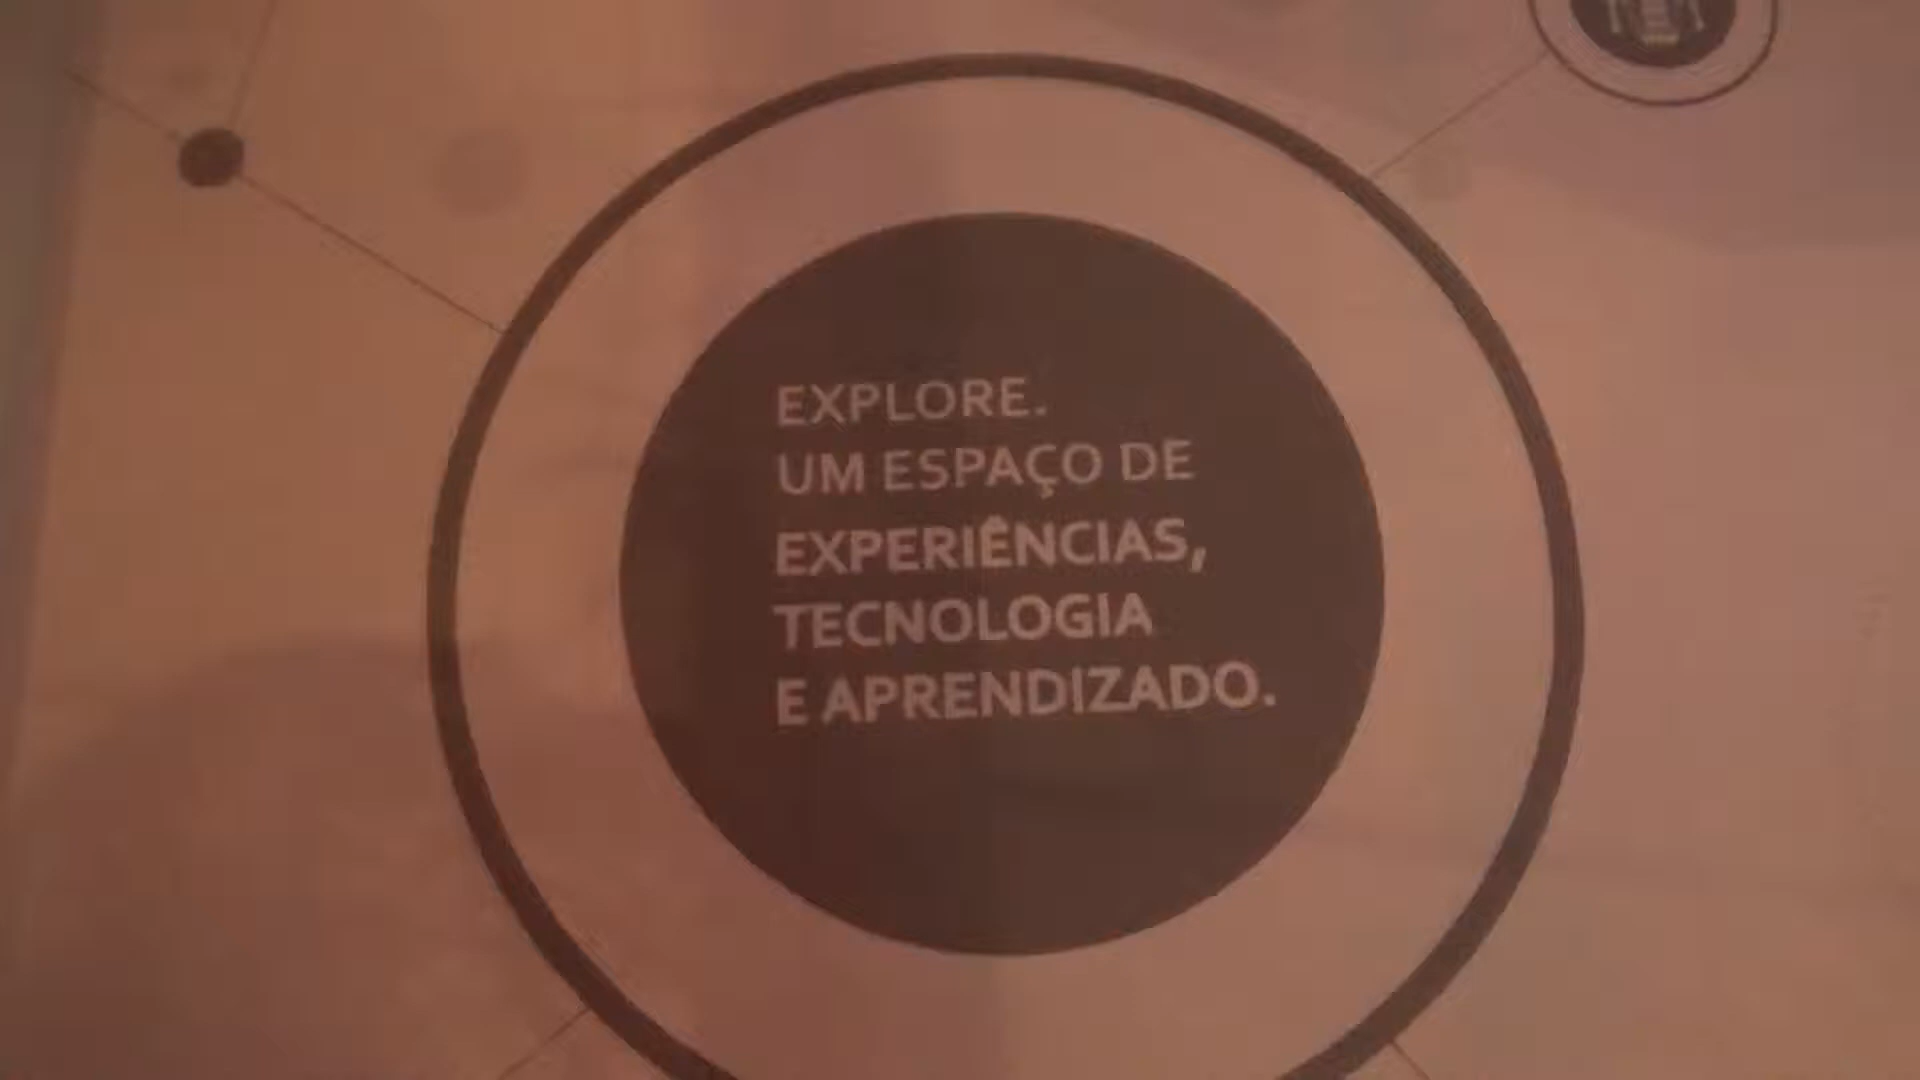 EXPLORE.
UM ESPAÇO DE
EXPERIÊNCIAS,
TECNOLOGIA
E APRENDIZADO.